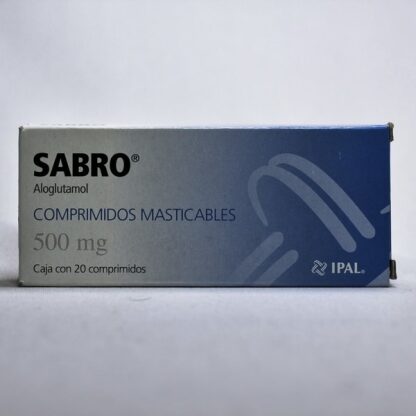 SABRO®
Aloglutamol
COMPRIMIDOS MASTICABLES
500 mg
Caja con 20 comprimidos
IPAL®